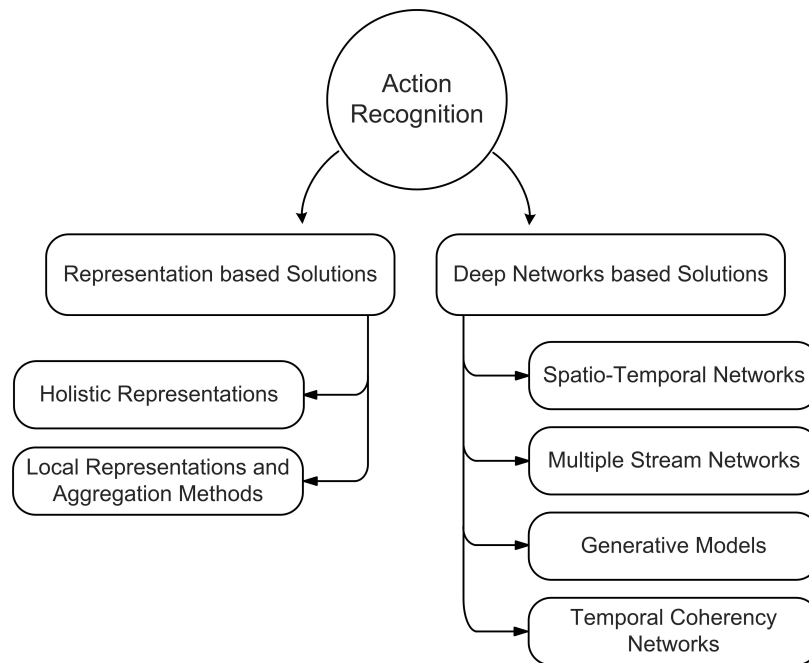 Action
Recognition
Representation based Solutions
Deep Networks based Solutions
Holistic Representations
Local Representations and
Aggregation Methods
Spatio-Temporal Networks
Multiple Stream Networks
Generative Models
Temporal Coherency
Networks